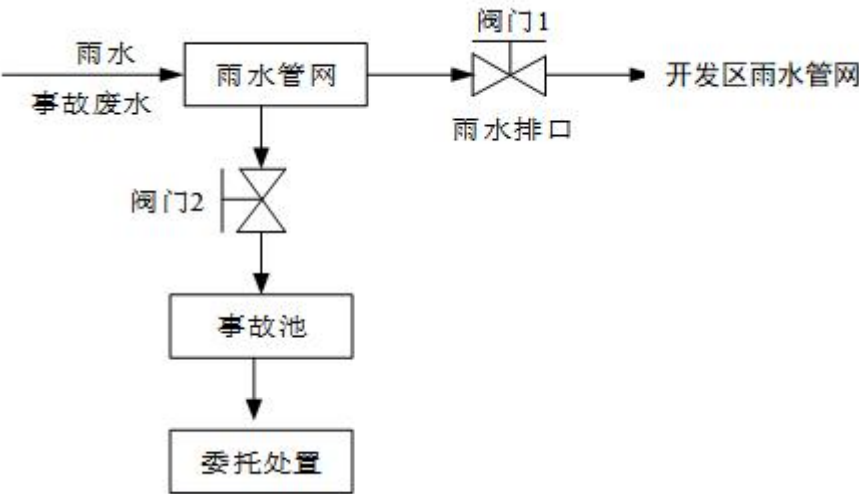 阀门1
雨水
雨水管网
开发区雨水管网
事故废水
雨水排口
阀门2
事故池
委托处置